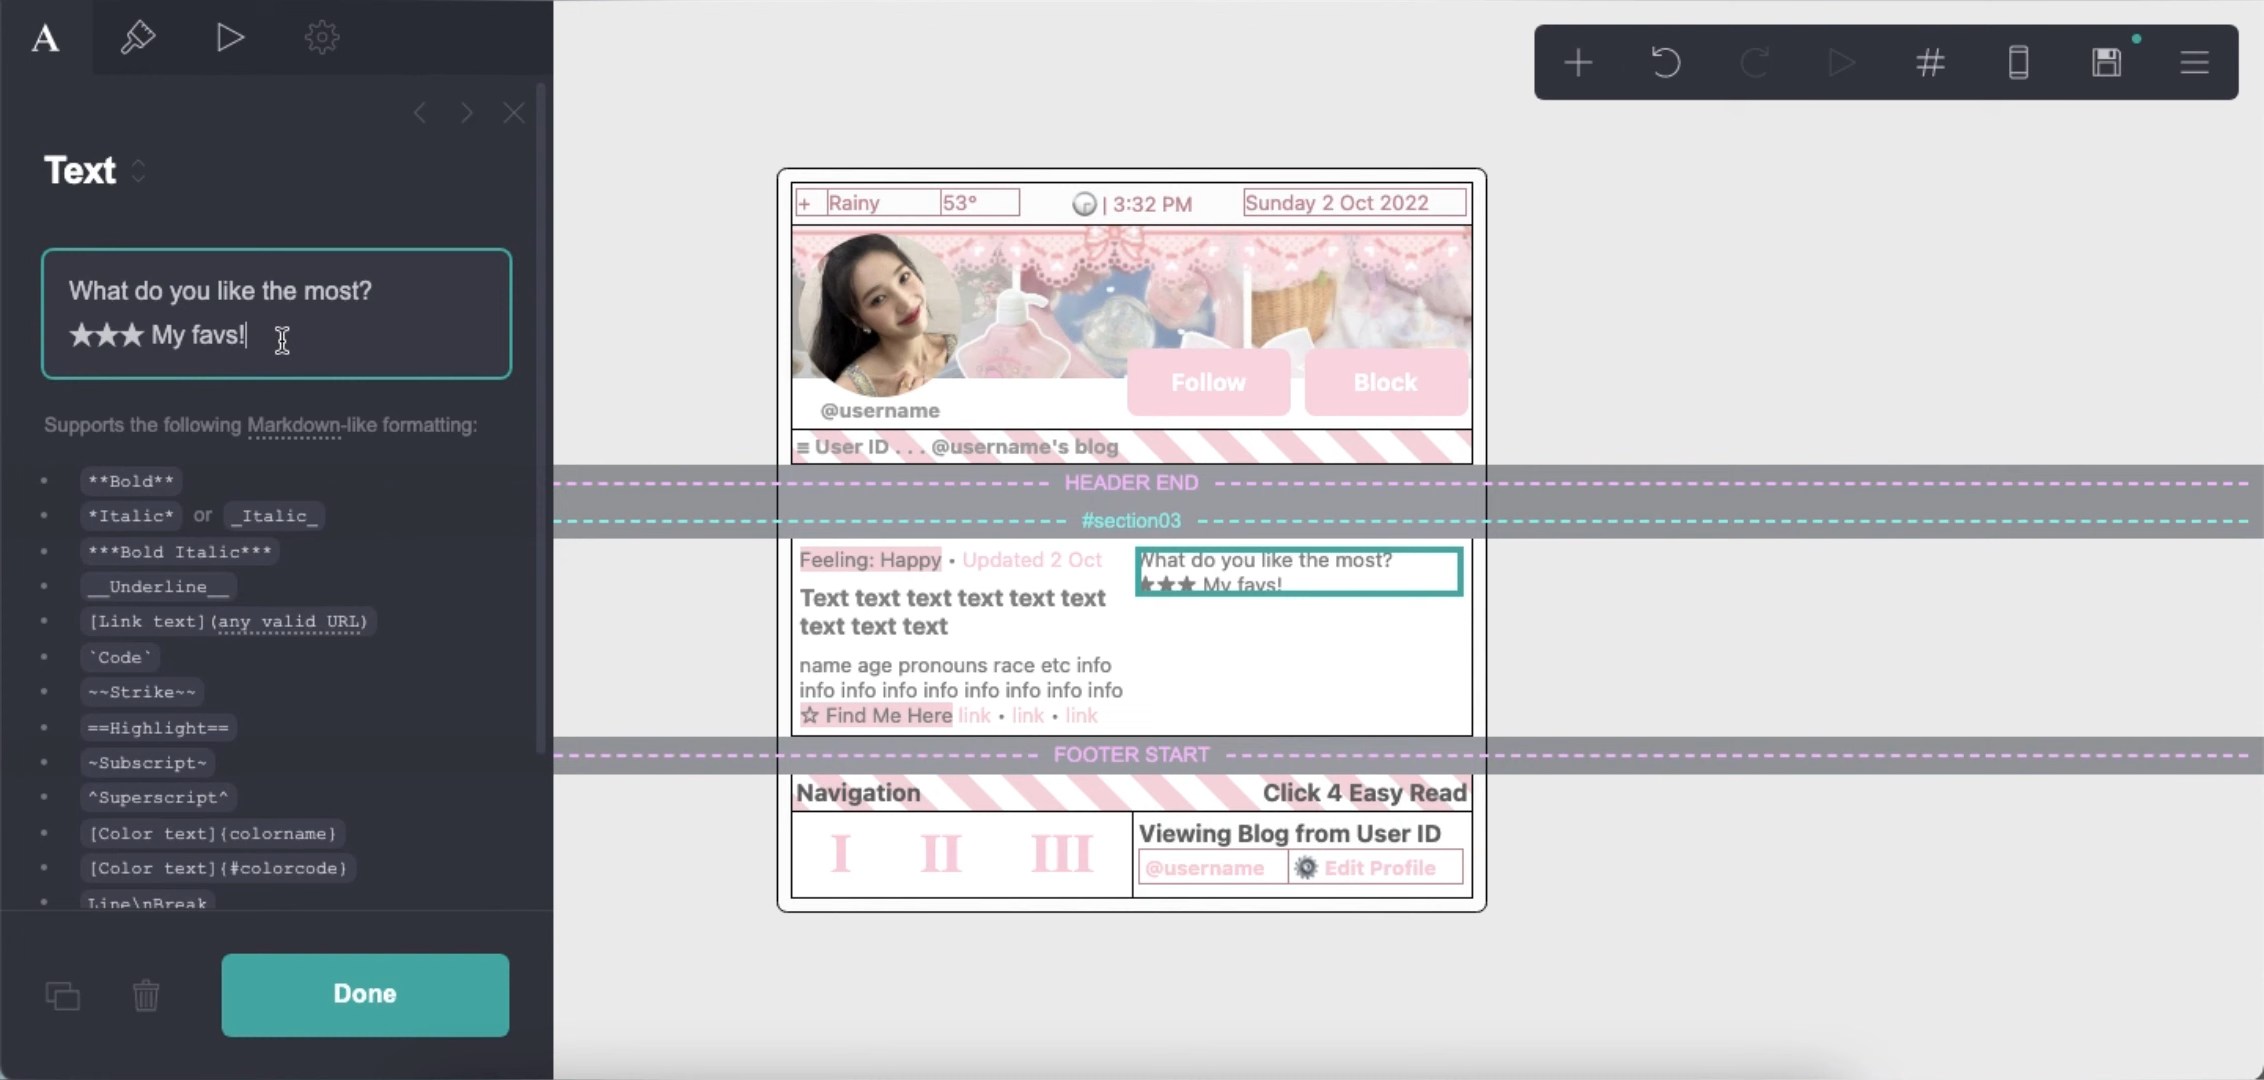 A
Text
What do you like the most?
★★★ My favs!
Supports the following Markdown-like formatting:
• **Bold**
• *Italic* or _Italic_
• ***Bold Italic***
• __Underline__
• [Link text](any valid URL)
• `Code`
• ~~Strike~~
• ==Highlight==
• ~Subscript~
• ^Superscript^
• [Color text]{colorname}
• [Color text]{#colorcode}
• Line\nBreak
Done
+ Rainy 53° | 3:32 PM Sunday 2 Oct 2022
Follow Block
@username
≡ User ID . . . @username's blog
HEADER END
#section03
Feeling: Happy • Updated 2 Oct
Text text text text text text
text text text
name age pronouns race etc info
info info info info info info info info
☆ Find Me Here link • link • link
What do you like the most?
★★★ My favs!
FOOTER START
Navigation Click 4 Easy Read
I II III
Viewing Blog from User ID
@username Edit Profile